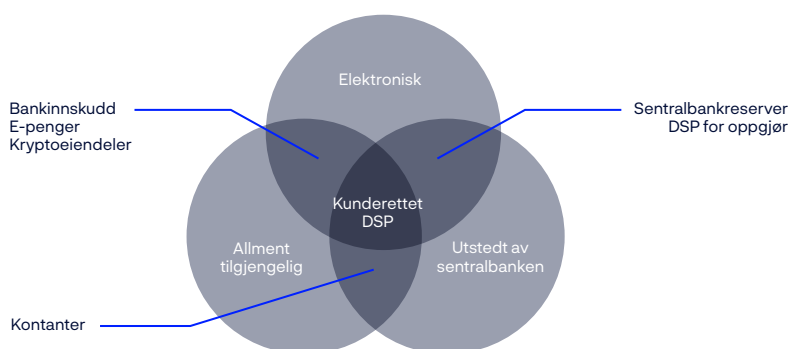 Elektronisk
Bankinnskudd
E-penger
Kryptoeiendeler
Sentralbankreserver
DSP for oppgjør
Kunderettet
DSP
Allment
tilgjengelig
Utstedt av
sentralbanken
Kontanter